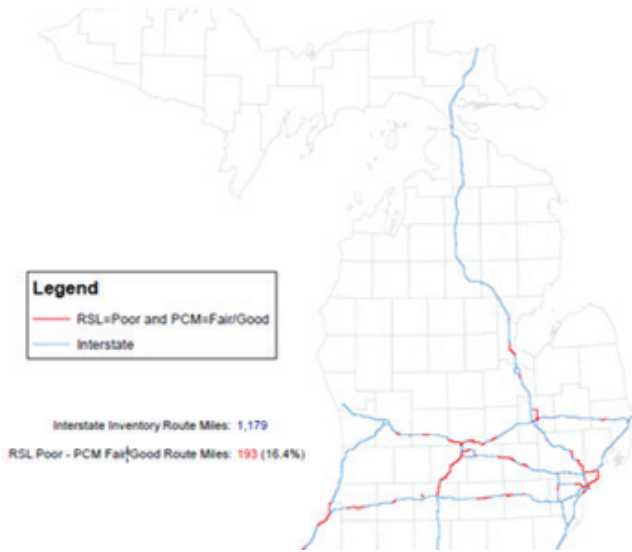 Legend
RSL=Poor and PCM=Fair/Good
Interstate
Interstate Inventory Route Miles: 1,179
RSL Poor - PCM Fair/Good Route Miles: 193 (16.4%)